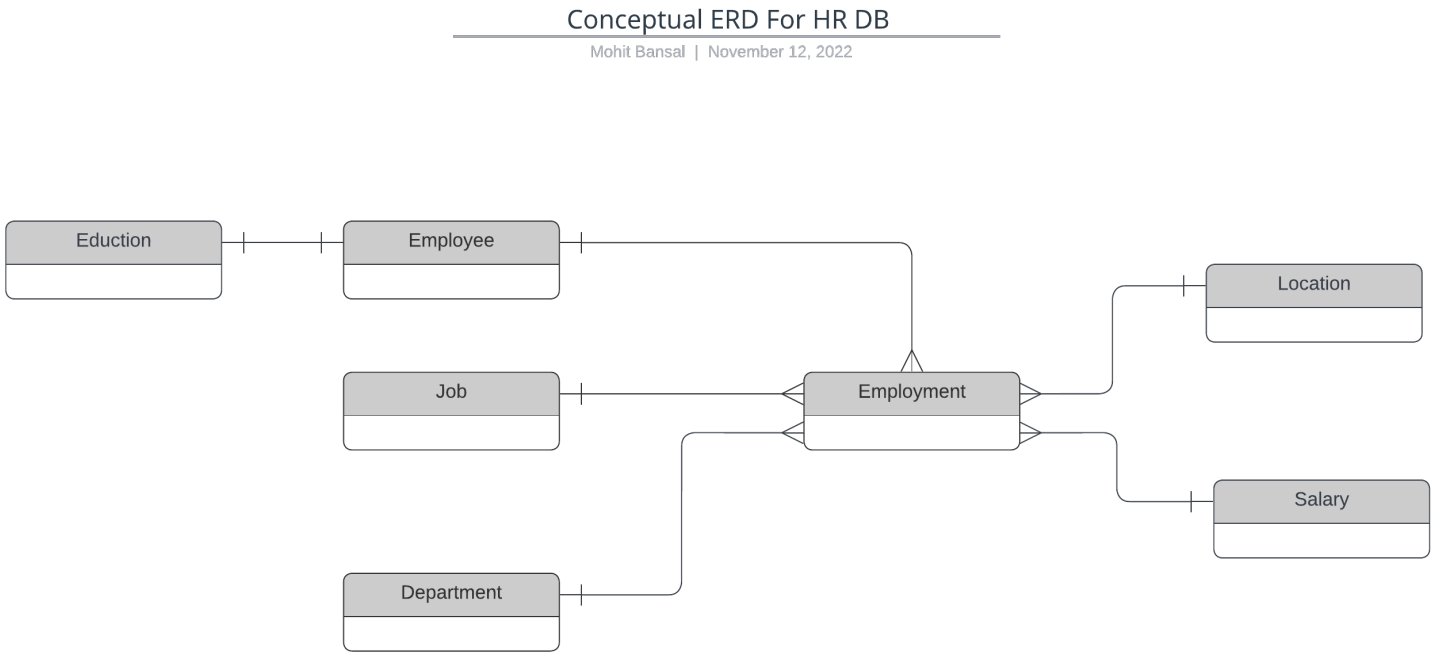 Conceptual ERD For HR DB
Mohit Bansal | November 12, 2022
Eduction
Employee
Location
Job
Employment
Salary
Department